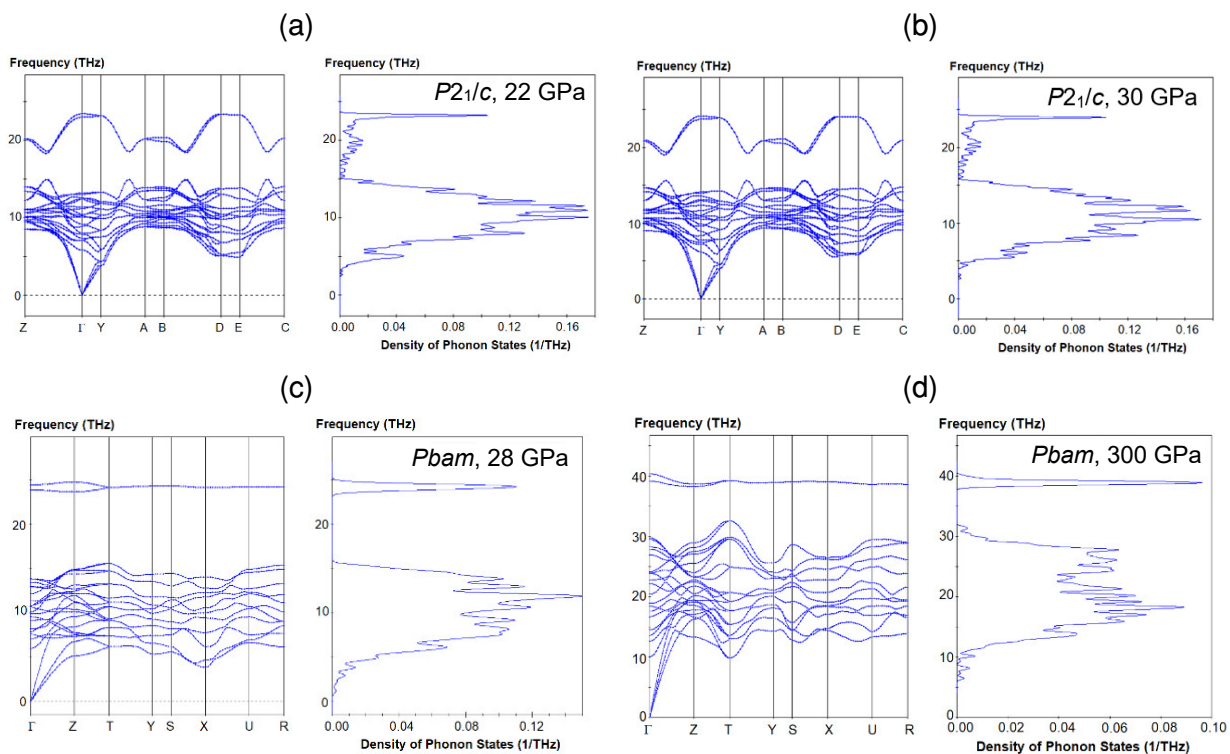 (a)
Frequency (THz)
Frequency (THz)
P2₁/c, 22 GPa
20
10
0
Z Γ Y A B D E C
20
10
0
0.00 0.04 0.08 0.12 0.16
Density of Phonon States (1/THz)
(b)
Frequency (THz)
Frequency (THz)
P2₁/c, 30 GPa
20
10
0
Z Γ Y A B D E C
20
10
0
0.00 0.04 0.08 0.12 0.16
Density of Phonon States (1/THz)
(c)
Frequency (THz)
Frequency (THz)
Pbam, 28 GPa
20
10
0
Γ Z T Y S X U R
20
10
0
0.00 0.04 0.08 0.12
Density of Phonon States (1/THz)
(d)
Frequency (THz)
Frequency (THz)
Pbam, 300 GPa
40
30
20
10
0
Γ Z T Y S X U R
40
30
20
10
0
0.00 0.02 0.04 0.06 0.08 0.10
Density of Phonon States (1/THz)